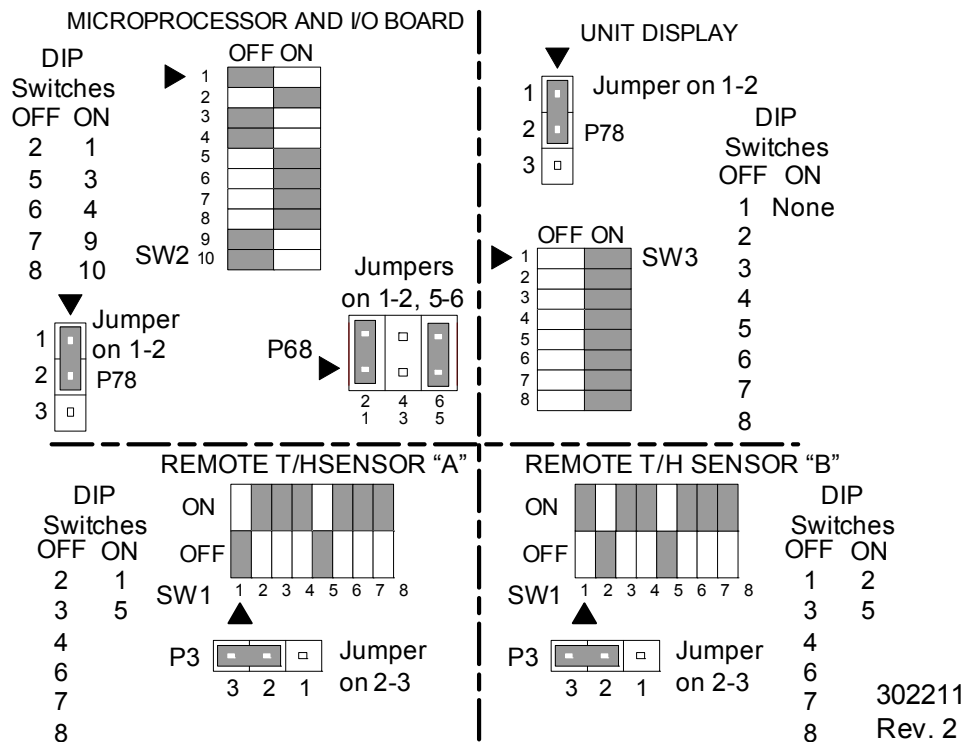 MICROPROCESSOR AND I/O BOARD
DIP
Switches
OFF ON
2 1
5 3
6 4
7 9
8 10
OFF ON
1
2
3
4
5
6
7
8
9
10
SW2
Jumper
on 1-2
P78
1
2
3
Jumpers
on 1-2, 5-6
P68
2 4 6
1 3 5
UNIT DISPLAY
Jumper on 1-2
P78
1
2
3
DIP
Switches
OFF ON
1 None
2
3
4
5
6
7
8
OFF ON
SW3
1
2
3
4
5
6
7
8
REMOTE T/HSENSOR “A”
DIP
Switches
OFF ON
2 1
3 5
4
6
7
8
ON
OFF
SW1
1 2 3 4 5 6 7 8
P3
3 2 1
Jumper
on 2-3
REMOTE T/H SENSOR “B”
ON
OFF
SW1
1 2 3 4 5 6 7 8
P3
3 2 1
Jumper
on 2-3
DIP
Switches
OFF ON
1 2
3 5
4
6
7
8
302211
Rev. 2